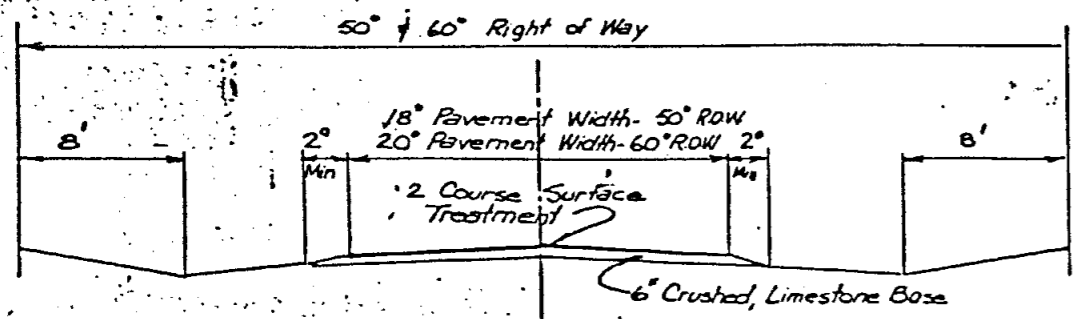 50° & 60° Right of Way
18° Pavement Width- 50° ROW
8' 2° 20° Pavement Width-60° ROW 2° 8'
Min
2 Course Surface
Treatment
6" Crushed, Limestone Base